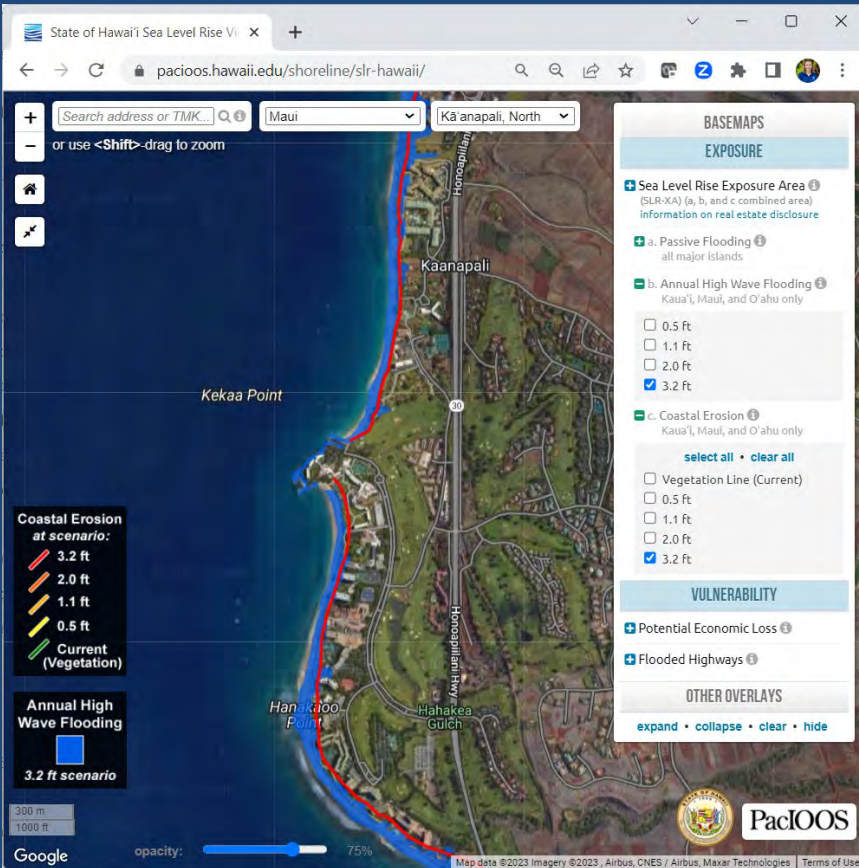 State of Hawaiʻi Sea Level Rise Vi
pacioos.hawaii.edu/shoreline/slr-hawaii/
Search address or TMK...
Maui
Kāʻanapali, North
or use <Shift>-drag to zoom
Honoapiilani
Kaanapali
Kekaa Point
30
Honoapiilani Hwy
Hanakaoo
Point
Hahakea
Gulch
Coastal Erosion
at scenario:
3.2 ft
2.0 ft
1.1 ft
0.5 ft
Current
(Vegetation)
Annual High
Wave Flooding
3.2 ft scenario
300 m
1000 ft
Google
opacity:
75%
BASEMAPS
EXPOSURE
Sea Level Rise Exposure Area
(SLR-XA) (a, b, and c combined area)
information on real estate disclosure
a. Passive Flooding
all major islands
b. Annual High Wave Flooding
Kauaʻi, Maui, and Oʻahu only
0.5 ft
1.1 ft
2.0 ft
3.2 ft
c. Coastal Erosion
Kauaʻi, Maui, and Oʻahu only
select all • clear all
Vegetation Line (Current)
0.5 ft
1.1 ft
2.0 ft
3.2 ft
VULNERABILITY
Potential Economic Loss
Flooded Highways
OTHER OVERLAYS
expand • collapse • clear • hide
PacIOOS
Map data ©2023 Imagery ©2023 , Airbus, CNES / Airbus, Maxar Technologies
Terms of Use